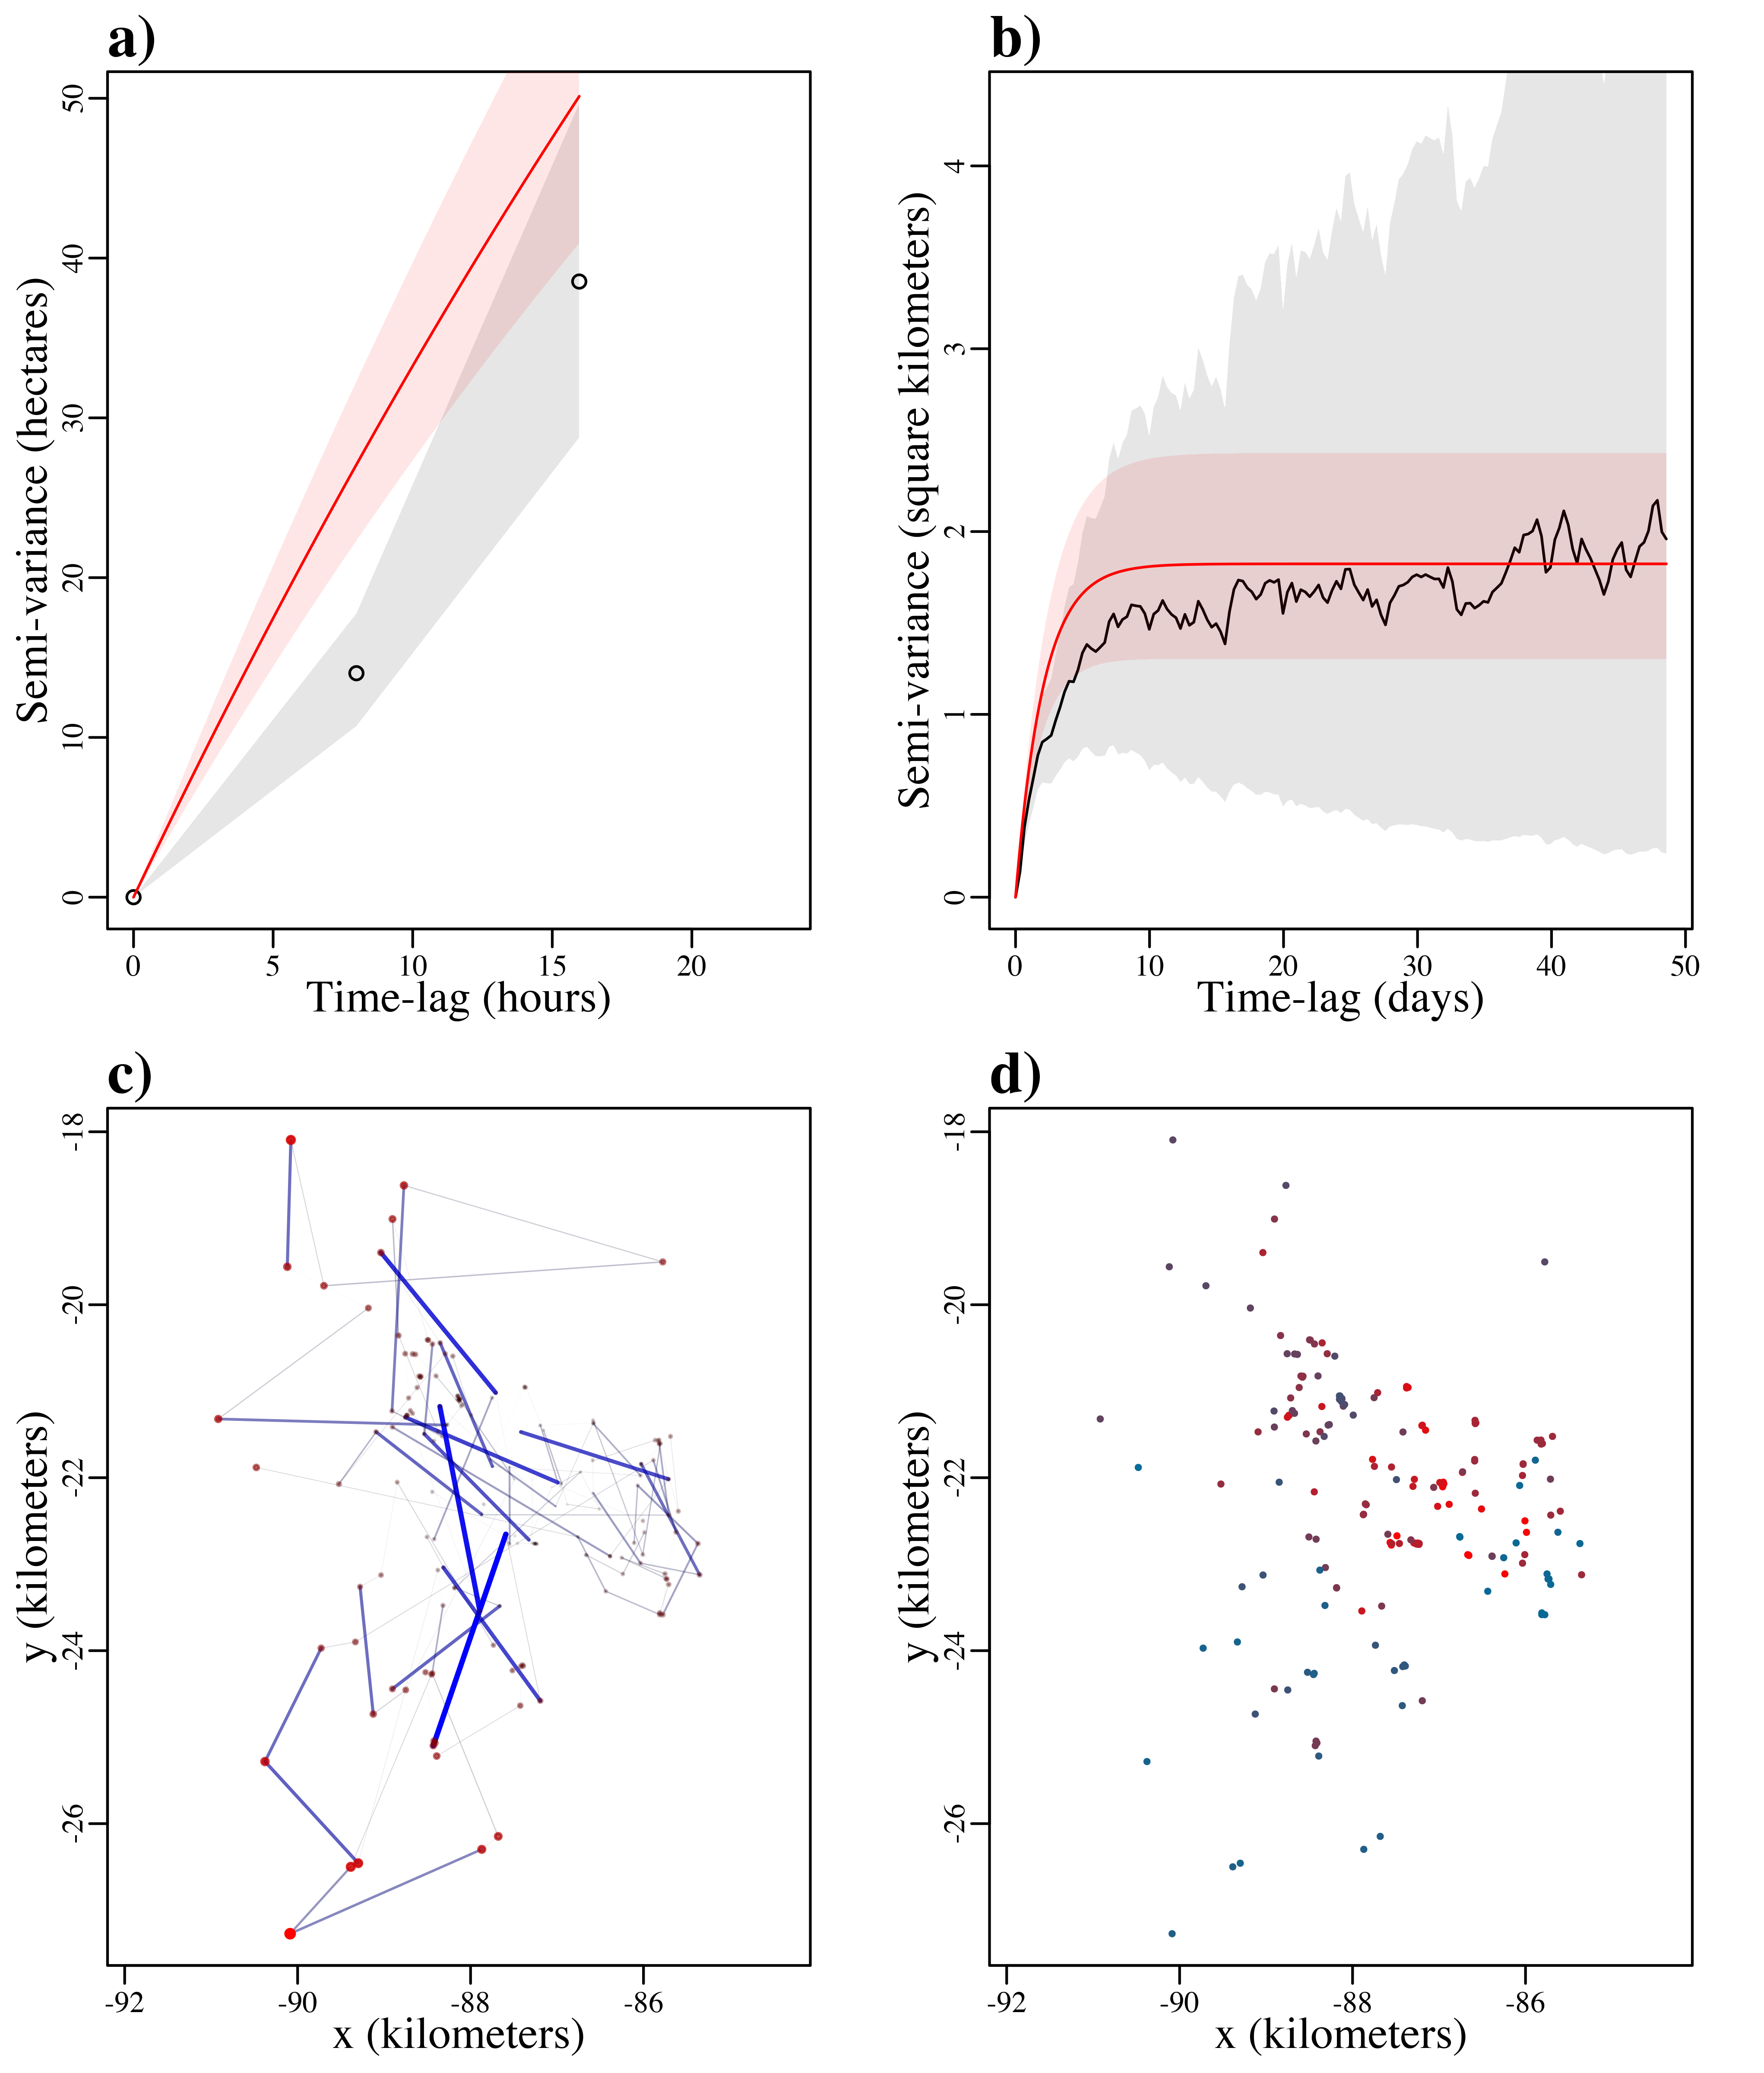 a)
50
40
30
20
10
0
Semi-variance (hectares)
0 5 10 15 20
Time-lag (hours)
b)
4
3
2
1
0
Semi-variance (square kilometers)
0 10 20 30 40 50
Time-lag (days)
c)
-18
-20
-22
-24
-26
y (kilometers)
-92 -90 -88 -86
x (kilometers)
d)
-18
-20
-22
-24
-26
y (kilometers)
-92 -90 -88 -86
x (kilometers)